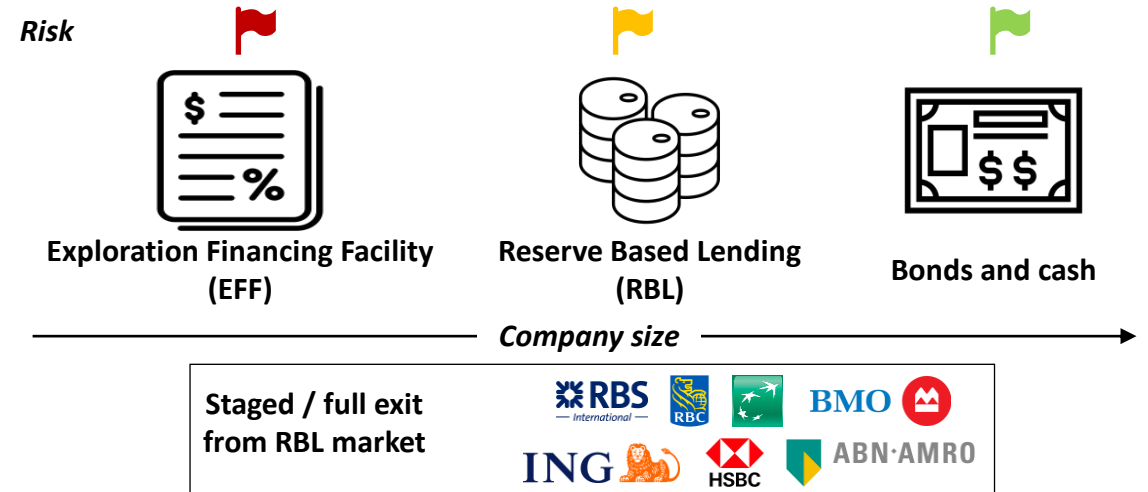 Risk
$
%
$ $
Exploration Financing Facility
(EFF)
Reserve Based Lending
(RBL)
Bonds and cash
Company size
Staged / full exit
from RBL market
RBS
International
RBC
BMO
ING
HSBC
ABN·AMRO